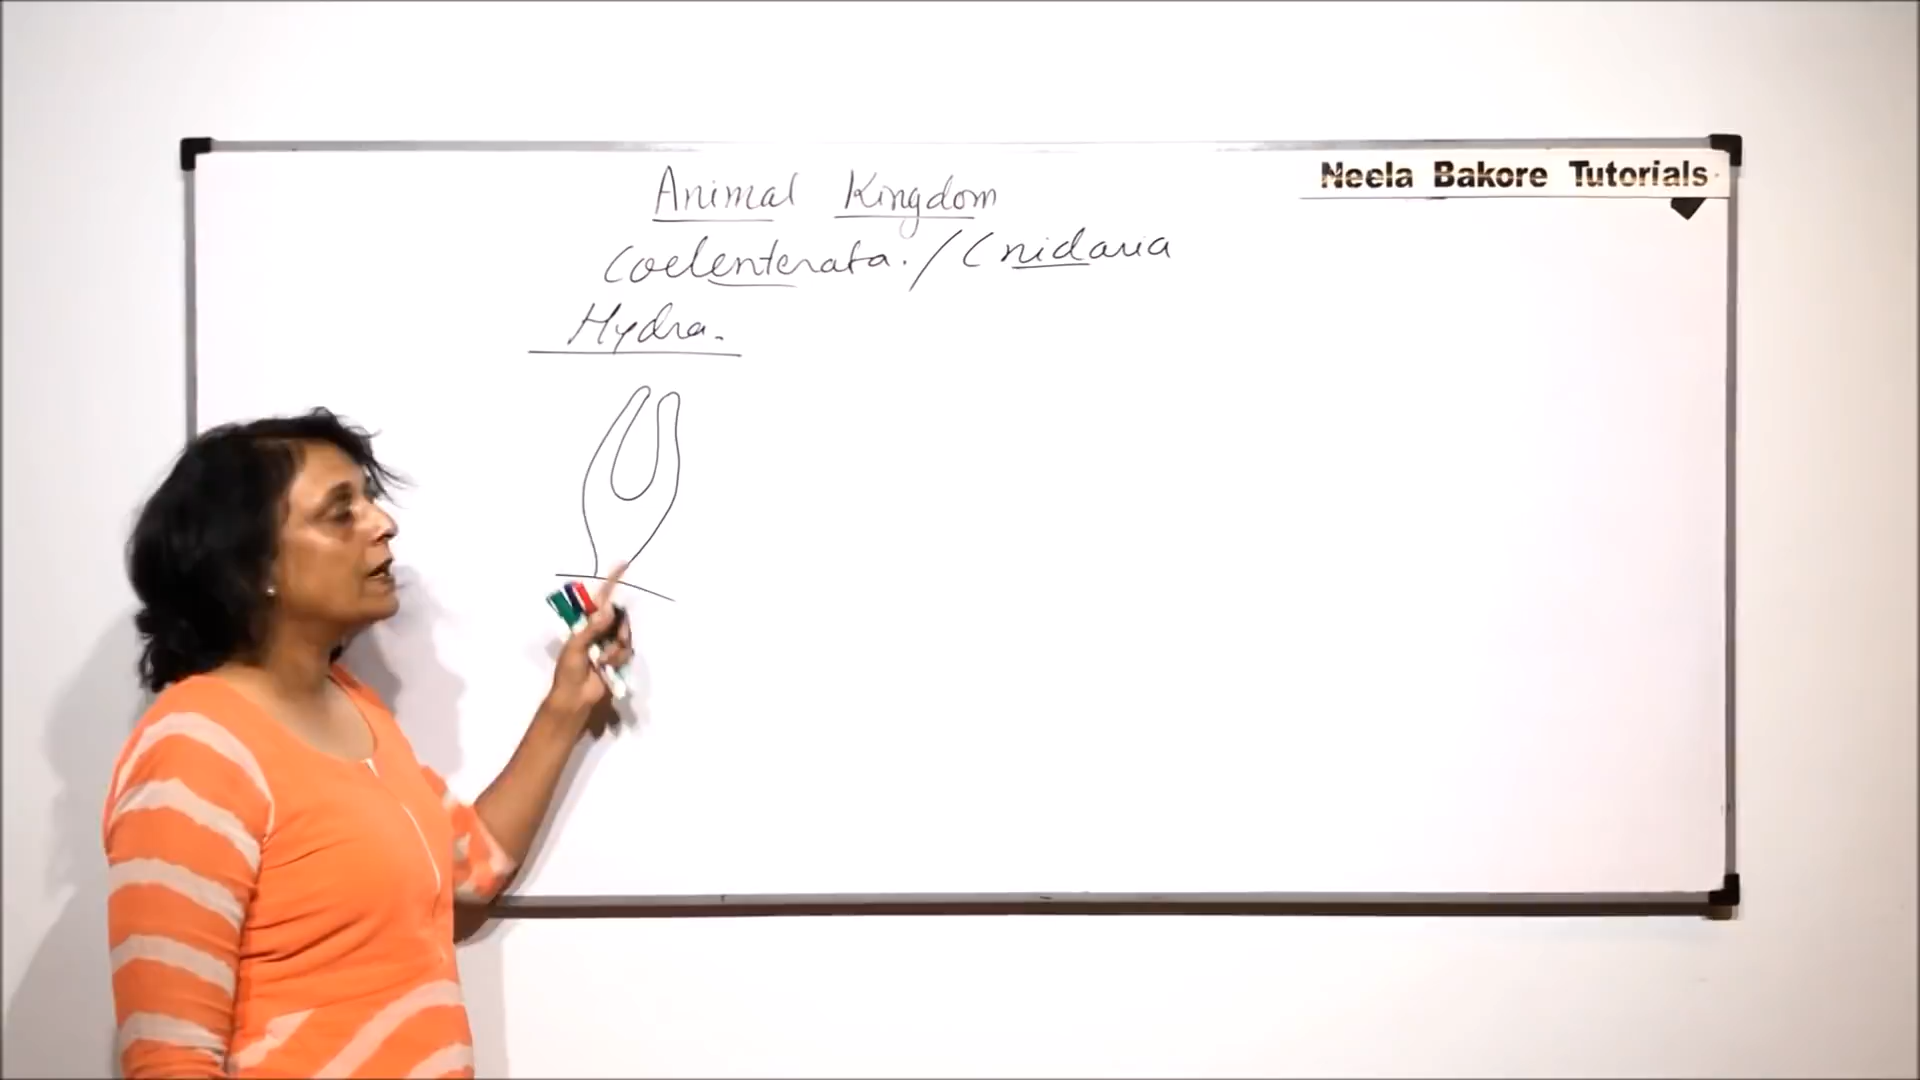 Neela Bakore Tutorials
Animal Kingdom
Coelenterata. / Cnidaria
Hydra.